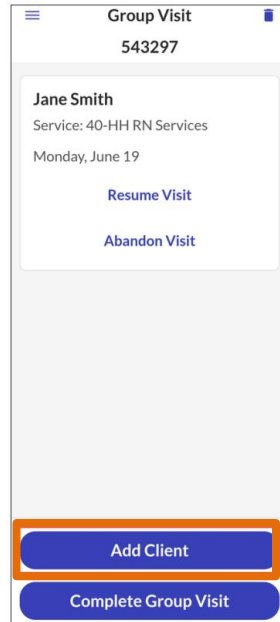 Group Visit
543297
Jane Smith
Service: 40-HH RN Services
Monday, June 19
Resume Visit
Abandon Visit
Add Client
Complete Group Visit